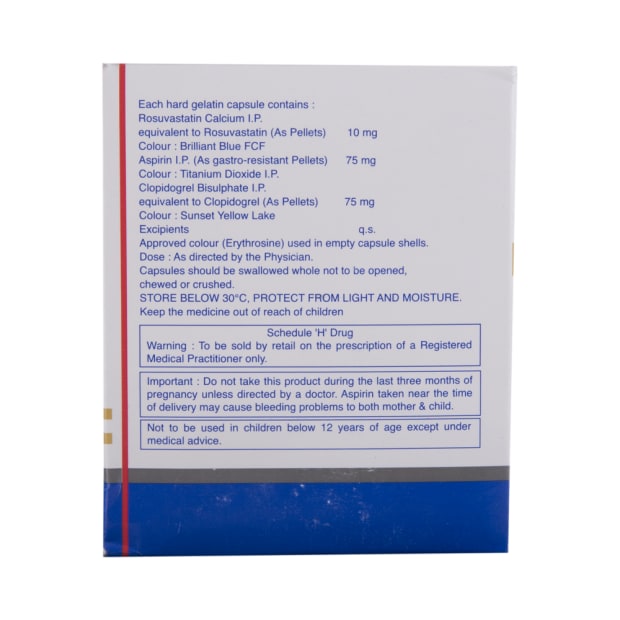 Each hard gelatin capsule contains :
Rosuvastatin Calcium I.P.
equivalent to Rosuvastatin (As Pellets) 10 mg
Colour : Brilliant Blue FCF
Aspirin I.P. (As gastro-resistant Pellets) 75 mg
Colour : Titanium Dioxide I.P.
Clopidogrel Bisulphate I.P.
equivalent to Clopidogrel (As Pellets) 75 mg
Colour : Sunset Yellow Lake
Excipients q.s.
Approved colour (Erythrosine) used in empty capsule shells.
Dose : As directed by the Physician.
Capsules should be swallowed whole not to be opened,
chewed or crushed.
STORE BELOW 30°C, PROTECT FROM LIGHT AND MOISTURE.
Keep the medicine out of reach of children
Schedule 'H' Drug
Warning : To be sold by retail on the prescription of a Registered
Medical Practitioner only.
Important : Do not take this product during the last three months of
pregnancy unless directed by a doctor. Aspirin taken near the time
of delivery may cause bleeding problems to both mother & child.
Not to be used in children below 12 years of age except under
medical advice.